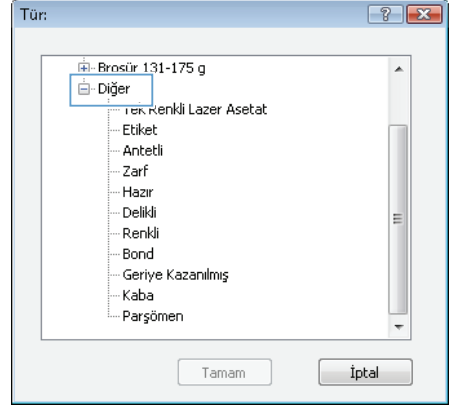 Tür:
Brosür 131-175 g
Diğer
Tek Renkli Lazer Asetat
Etiket
Antetli
Zarf
Hazır
Delikli
Renkli
Bond
Geriye Kazanılmış
Kaba
Parşömen
Tamam
İptal